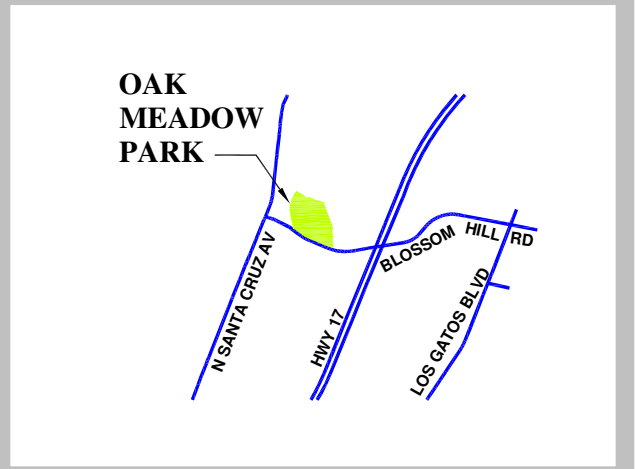 OAK
MEADOW
PARK
N SANTA CRUZ AV
HWY 17
BLOSSOM HILL RD
LOS GATOS BLVD